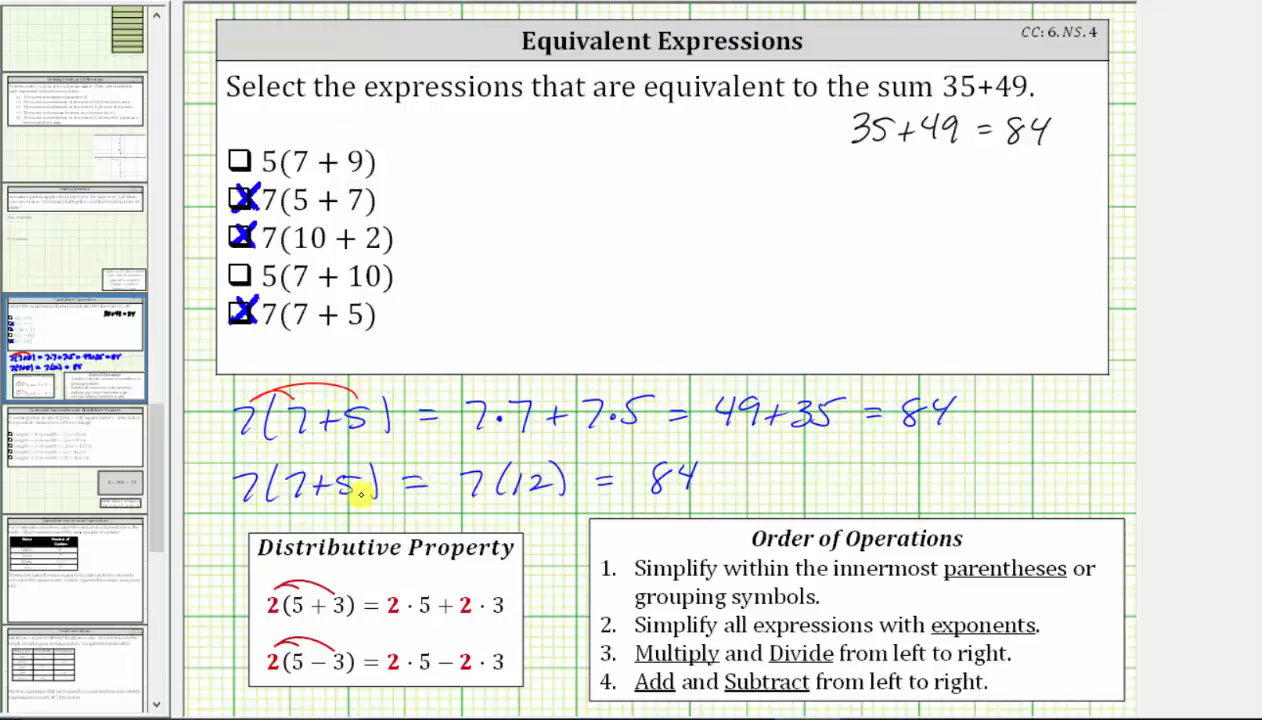 Equivalent Expressions
CC: 6.NS.4
Select the expressions that are equivalent to the sum 35+49.
35+49 = 84
5(7 + 9)
7(5 + 7)
7(10 + 2)
5(7 + 10)
7(7 + 5)
7(7+5) = 7·7+7·5 = 49+35 = 84
7(7+5) = 7(12) = 84
Distributive Property
2(5 + 3) = 2 · 5 + 2 · 3
2(5 − 3) = 2 · 5 − 2 · 3
Order of Operations
1. Simplify within the innermost parentheses or
grouping symbols.
2. Simplify all expressions with exponents.
3. Multiply and Divide from left to right.
4. Add and Subtract from left to right.